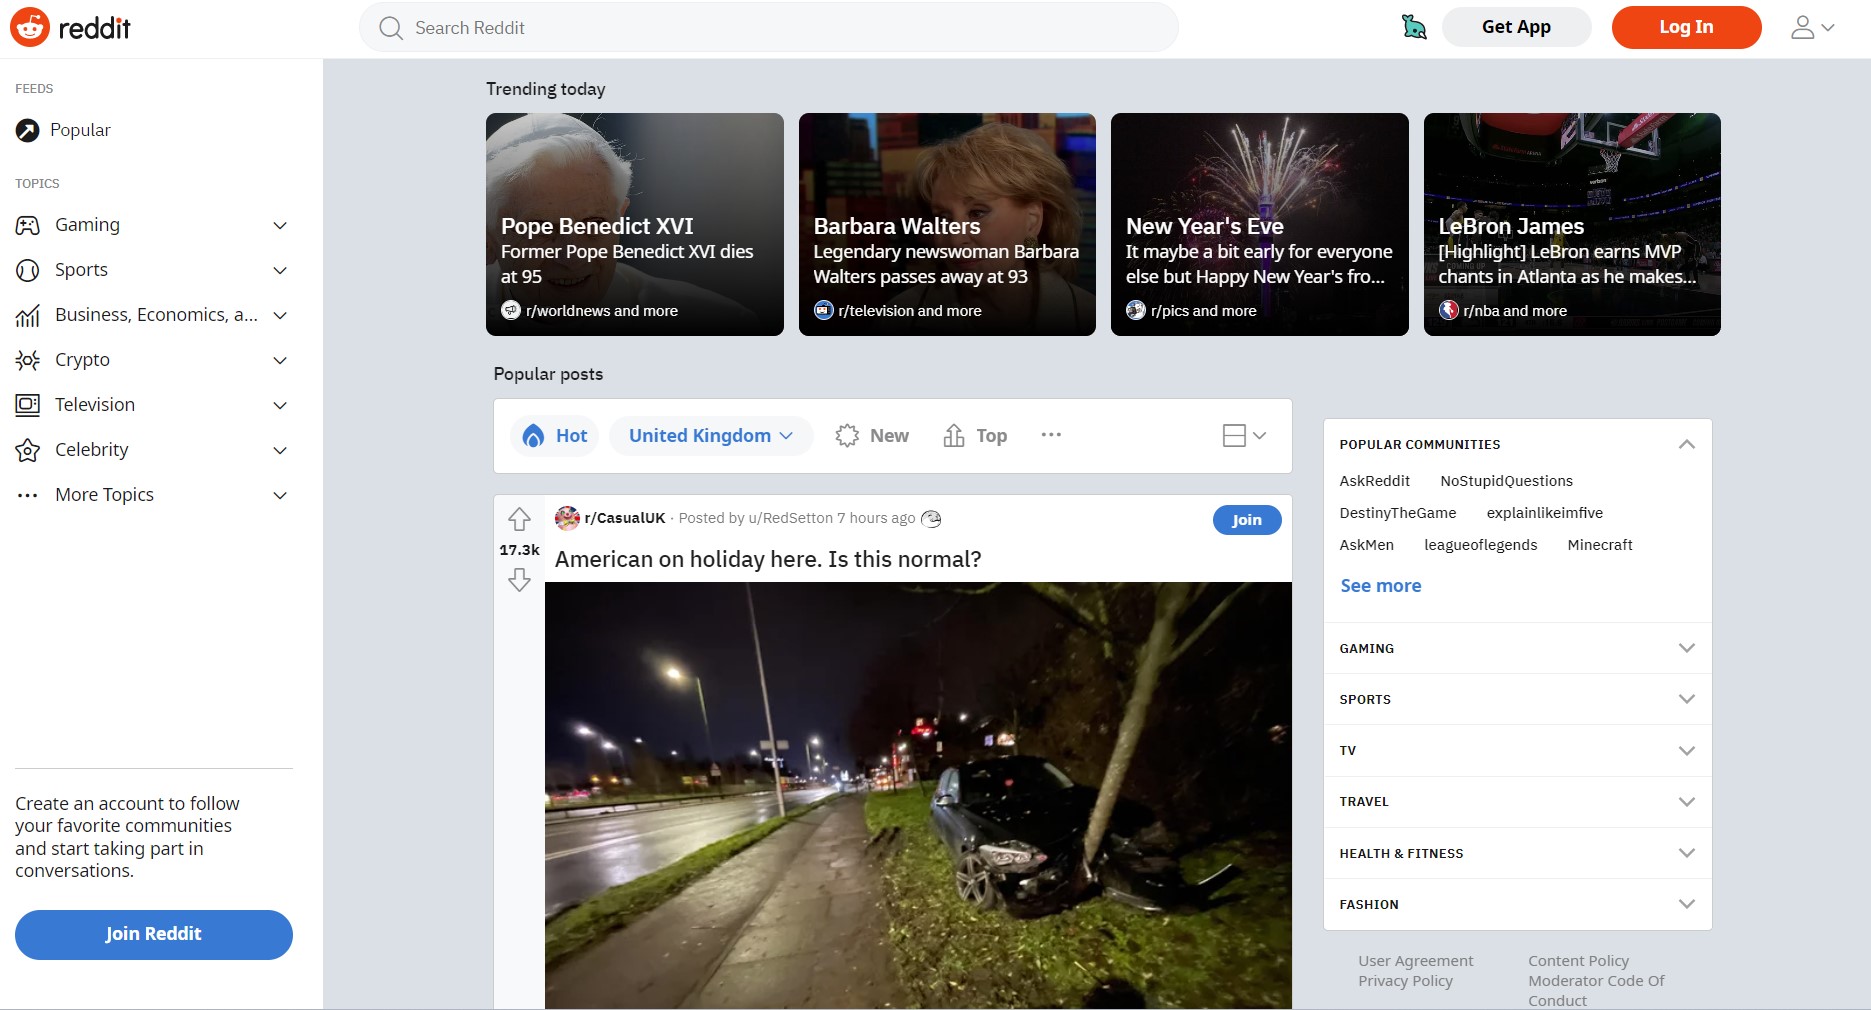 reddit
Search Reddit
Get App
Log In
FEEDS
Popular
TOPICS
Gaming
Sports
Business, Economics, a...
Crypto
Television
Celebrity
More Topics
Create an account to follow
your favorite communities
and start taking part in
conversations.
Join Reddit
Trending today
Pope Benedict XVI
Former Pope Benedict XVI dies
at 95
r/worldnews and more
Barbara Walters
Legendary newswoman Barbara
Walters passes away at 93
r/television and more
New Year's Eve
It maybe a bit early for everyone
else but Happy New Year's fro...
r/pics and more
LeBron James
[Highlight] LeBron earns MVP
chants in Atlanta as he makes...
r/nba and more
Popular posts
Hot
United Kingdom
New
Top
17.3k
r/CasualUK · Posted by u/RedSetton 7 hours ago
Join
American on holiday here. Is this normal?
POPULAR COMMUNITIES
AskReddit NoStupidQuestions
DestinyTheGame explainlikeimfive
AskMen leagueoflegends Minecraft
See more
GAMING
SPORTS
TV
TRAVEL
HEALTH & FITNESS
FASHION
User Agreement
Privacy Policy
Content Policy
Moderator Code Of
Conduct